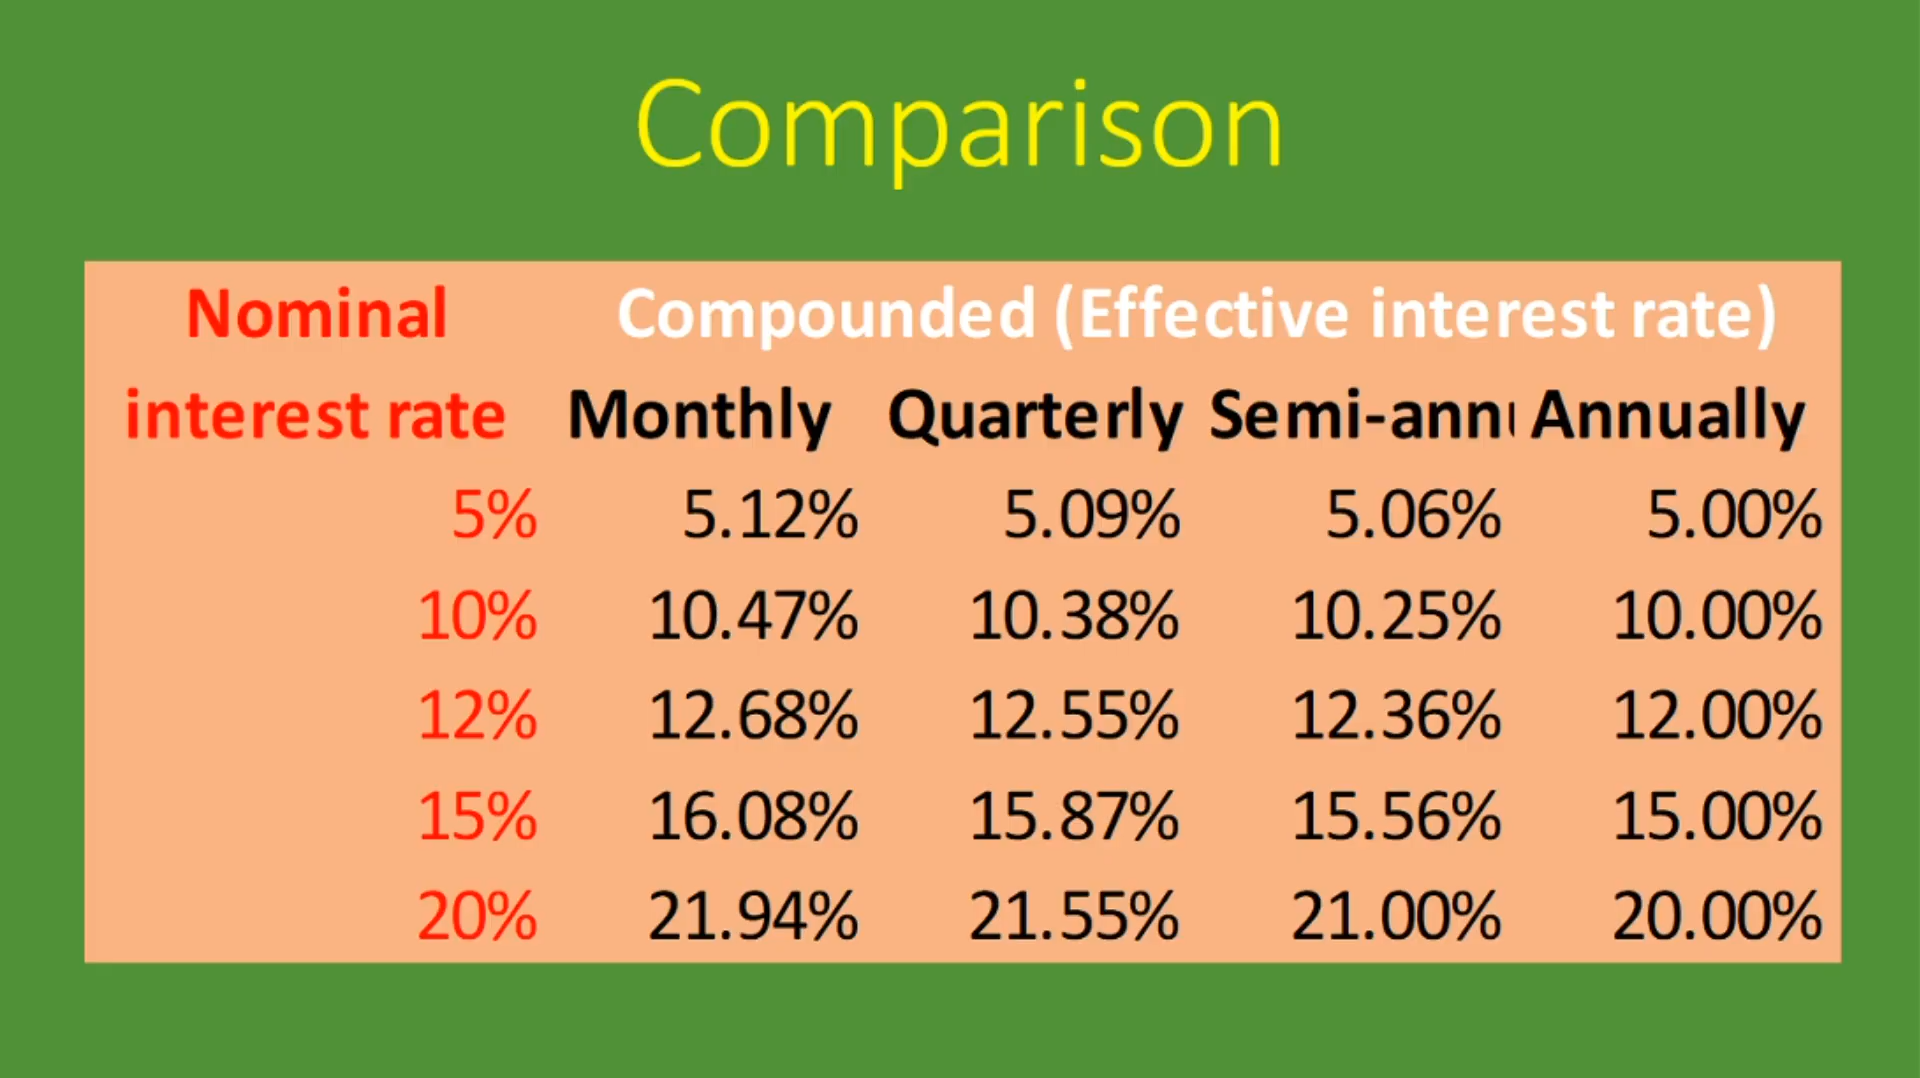 Comparison
Nominal Compounded (Effective interest rate)
interest rate Monthly Quarterly Semi-ann Annually
5% 5.12% 5.09% 5.06% 5.00%
10% 10.47% 10.38% 10.25% 10.00%
12% 12.68% 12.55% 12.36% 12.00%
15% 16.08% 15.87% 15.56% 15.00%
20% 21.94% 21.55% 21.00% 20.00%